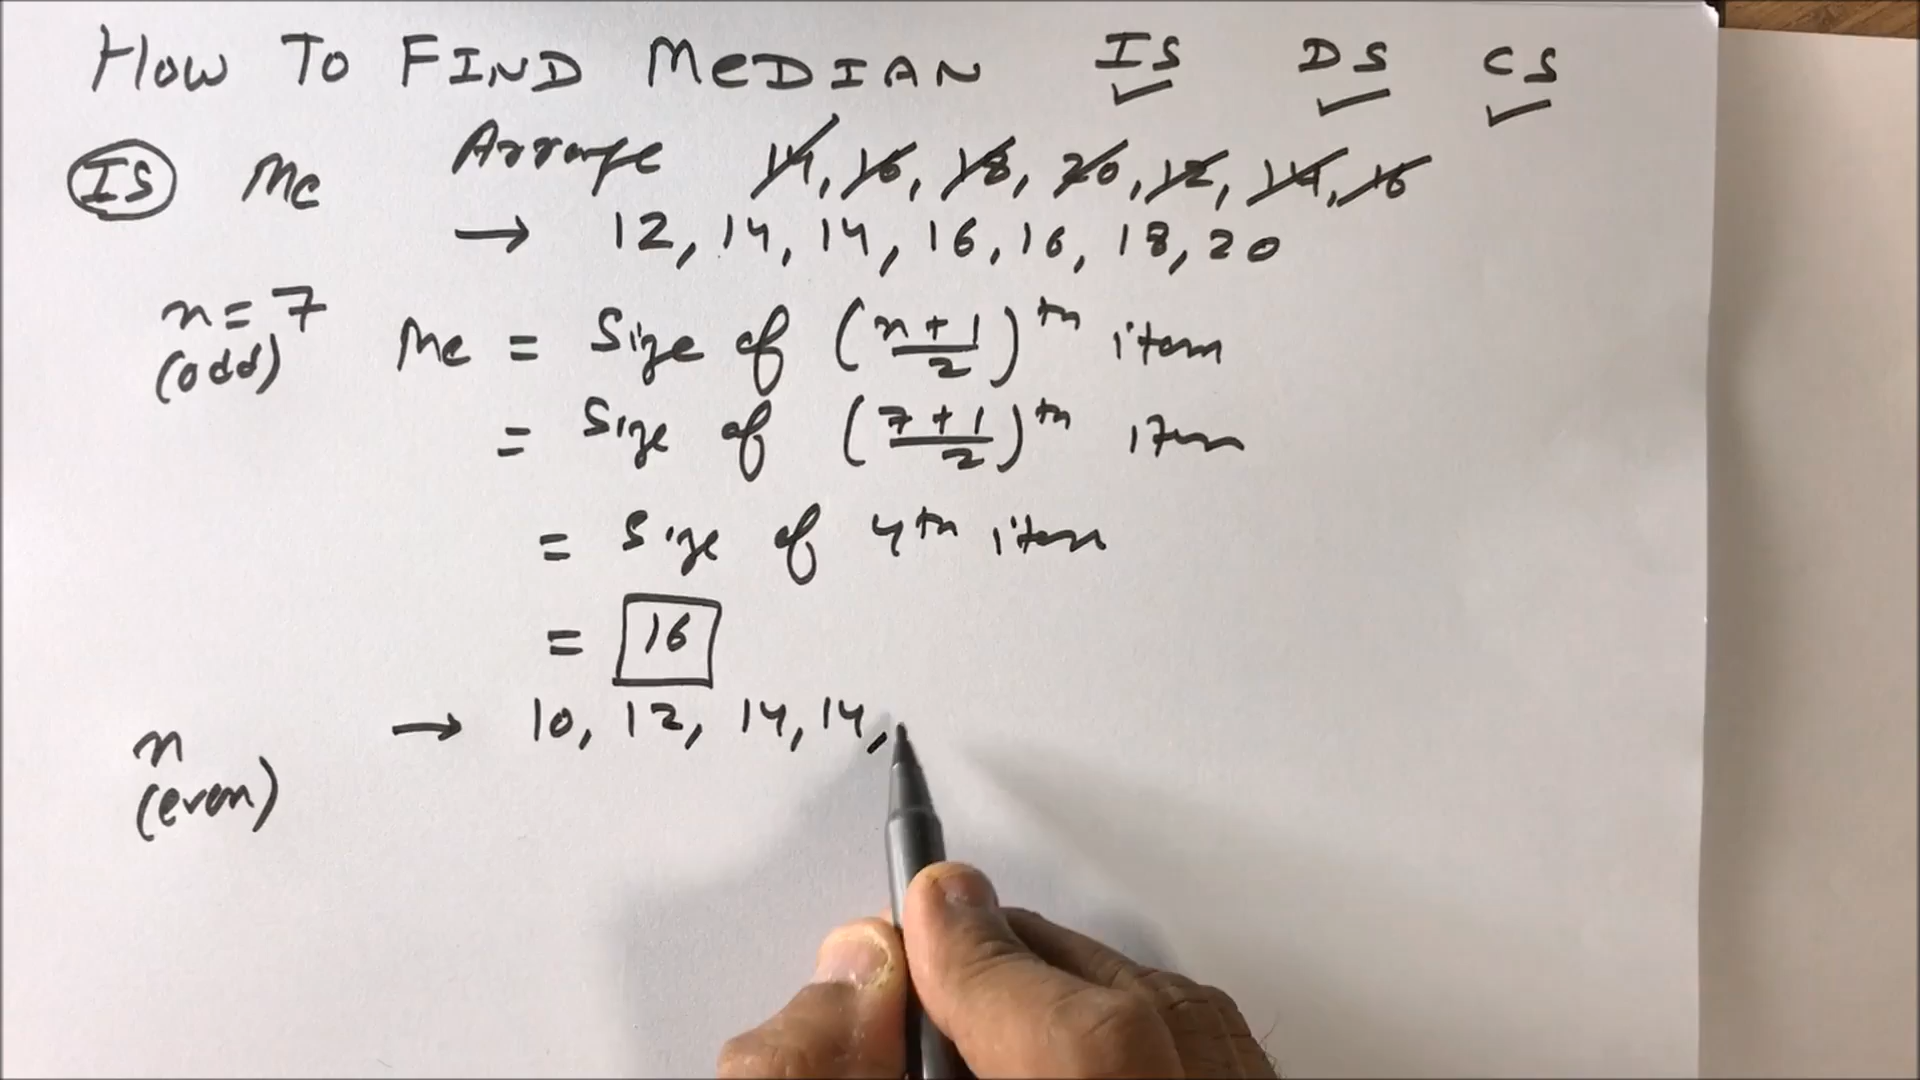 HOW TO FIND MEDIAN IS DS CS
IS Me Arrange 14, 16, 18, 20, 12, 14, 16
→ 12, 14, 14, 16, 16, 18, 20
n = 7 (odd)
Me = Size of (n+1/2)th item
= Size of (7+1/2)th item
= Size of 4th item
= 16
n (even) → 10, 12, 14, 14,